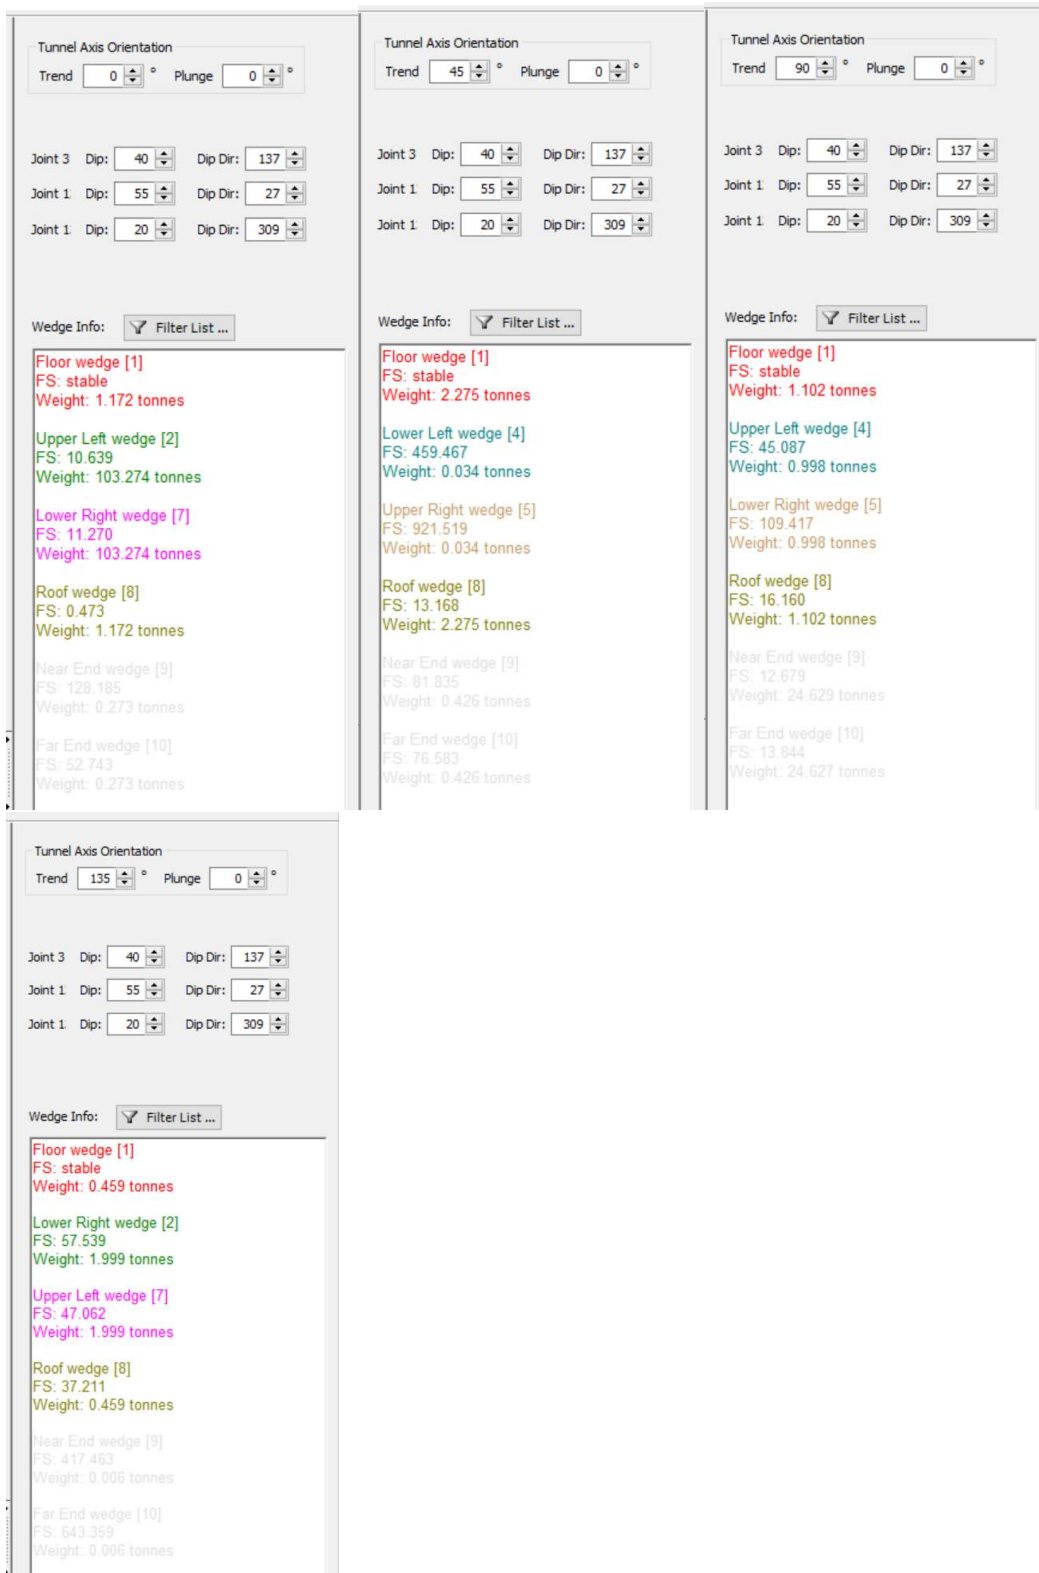 Tunnel Axis Orientation
Trend 0 ° Plunge 0 °
Joint 3 Dip: 40 Dip Dir: 137
Joint 1: Dip: 55 Dip Dir: 27
Joint 1: Dip: 20 Dip Dir: 309
Wedge Info: Filter List ...
Floor wedge [1]
FS: stable
Weight: 1.172 tonnes
Upper Left wedge [2]
FS: 10.639
Weight: 103.274 tonnes
Lower Right wedge [7]
FS: 11.270
Weight: 103.274 tonnes
Roof wedge [8]
FS: 0.473
Weight: 1.172 tonnes
Near End wedge [9]
FS: 128.185
Weight: 0.273 tonnes
Far End wedge [10]
FS: 52.743
Weight: 0.273 tonnes
Tunnel Axis Orientation
Trend 45 ° Plunge 0 °
Joint 3 Dip: 40 Dip Dir: 137
Joint 1: Dip: 55 Dip Dir: 27
Joint 1: Dip: 20 Dip Dir: 309
Wedge Info: Filter List ...
Floor wedge [1]
FS: stable
Weight: 2.275 tonnes
Lower Left wedge [4]
FS: 459.467
Weight: 0.034 tonnes
Upper Right wedge [5]
FS: 921.519
Weight: 0.034 tonnes
Roof wedge [8]
FS: 13.168
Weight: 2.275 tonnes
Near End wedge [9]
FS: 81.835
Weight: 0.426 tonnes
Far End wedge [10]
FS: 76.583
Weight: 0.426 tonnes
Tunnel Axis Orientation
Trend 90 ° Plunge 0 °
Joint 3 Dip: 40 Dip Dir: 137
Joint 1: Dip: 55 Dip Dir: 27
Joint 1: Dip: 20 Dip Dir: 309
Wedge Info: Filter List ...
Floor wedge [1]
FS: stable
Weight: 1.102 tonnes
Upper Left wedge [4]
FS: 45.087
Weight: 0.998 tonnes
Lower Right wedge [5]
FS: 109.417
Weight: 0.998 tonnes
Roof wedge [8]
FS: 16.160
Weight: 1.102 tonnes
Near End wedge [9]
FS: 12.679
Weight: 24.629 tonnes
Far End wedge [10]
FS: 13.844
Weight: 24.627 tonnes
Tunnel Axis Orientation
Trend 135 ° Plunge 0 °
Joint 3 Dip: 40 Dip Dir: 137
Joint 1: Dip: 55 Dip Dir: 27
Joint 1: Dip: 20 Dip Dir: 309
Wedge Info: Filter List ...
Floor wedge [1]
FS: stable
Weight: 0.459 tonnes
Lower Right wedge [2]
FS: 57.539
Weight: 1.999 tonnes
Upper Left wedge [7]
FS: 47.062
Weight: 1.999 tonnes
Roof wedge [8]
FS: 37.211
Weight: 0.459 tonnes
Near End wedge [9]
FS: 417.463
Weight: 0.006 tonnes
Far End wedge [10]
FS: 643.359
Weight: 0.006 tonnes